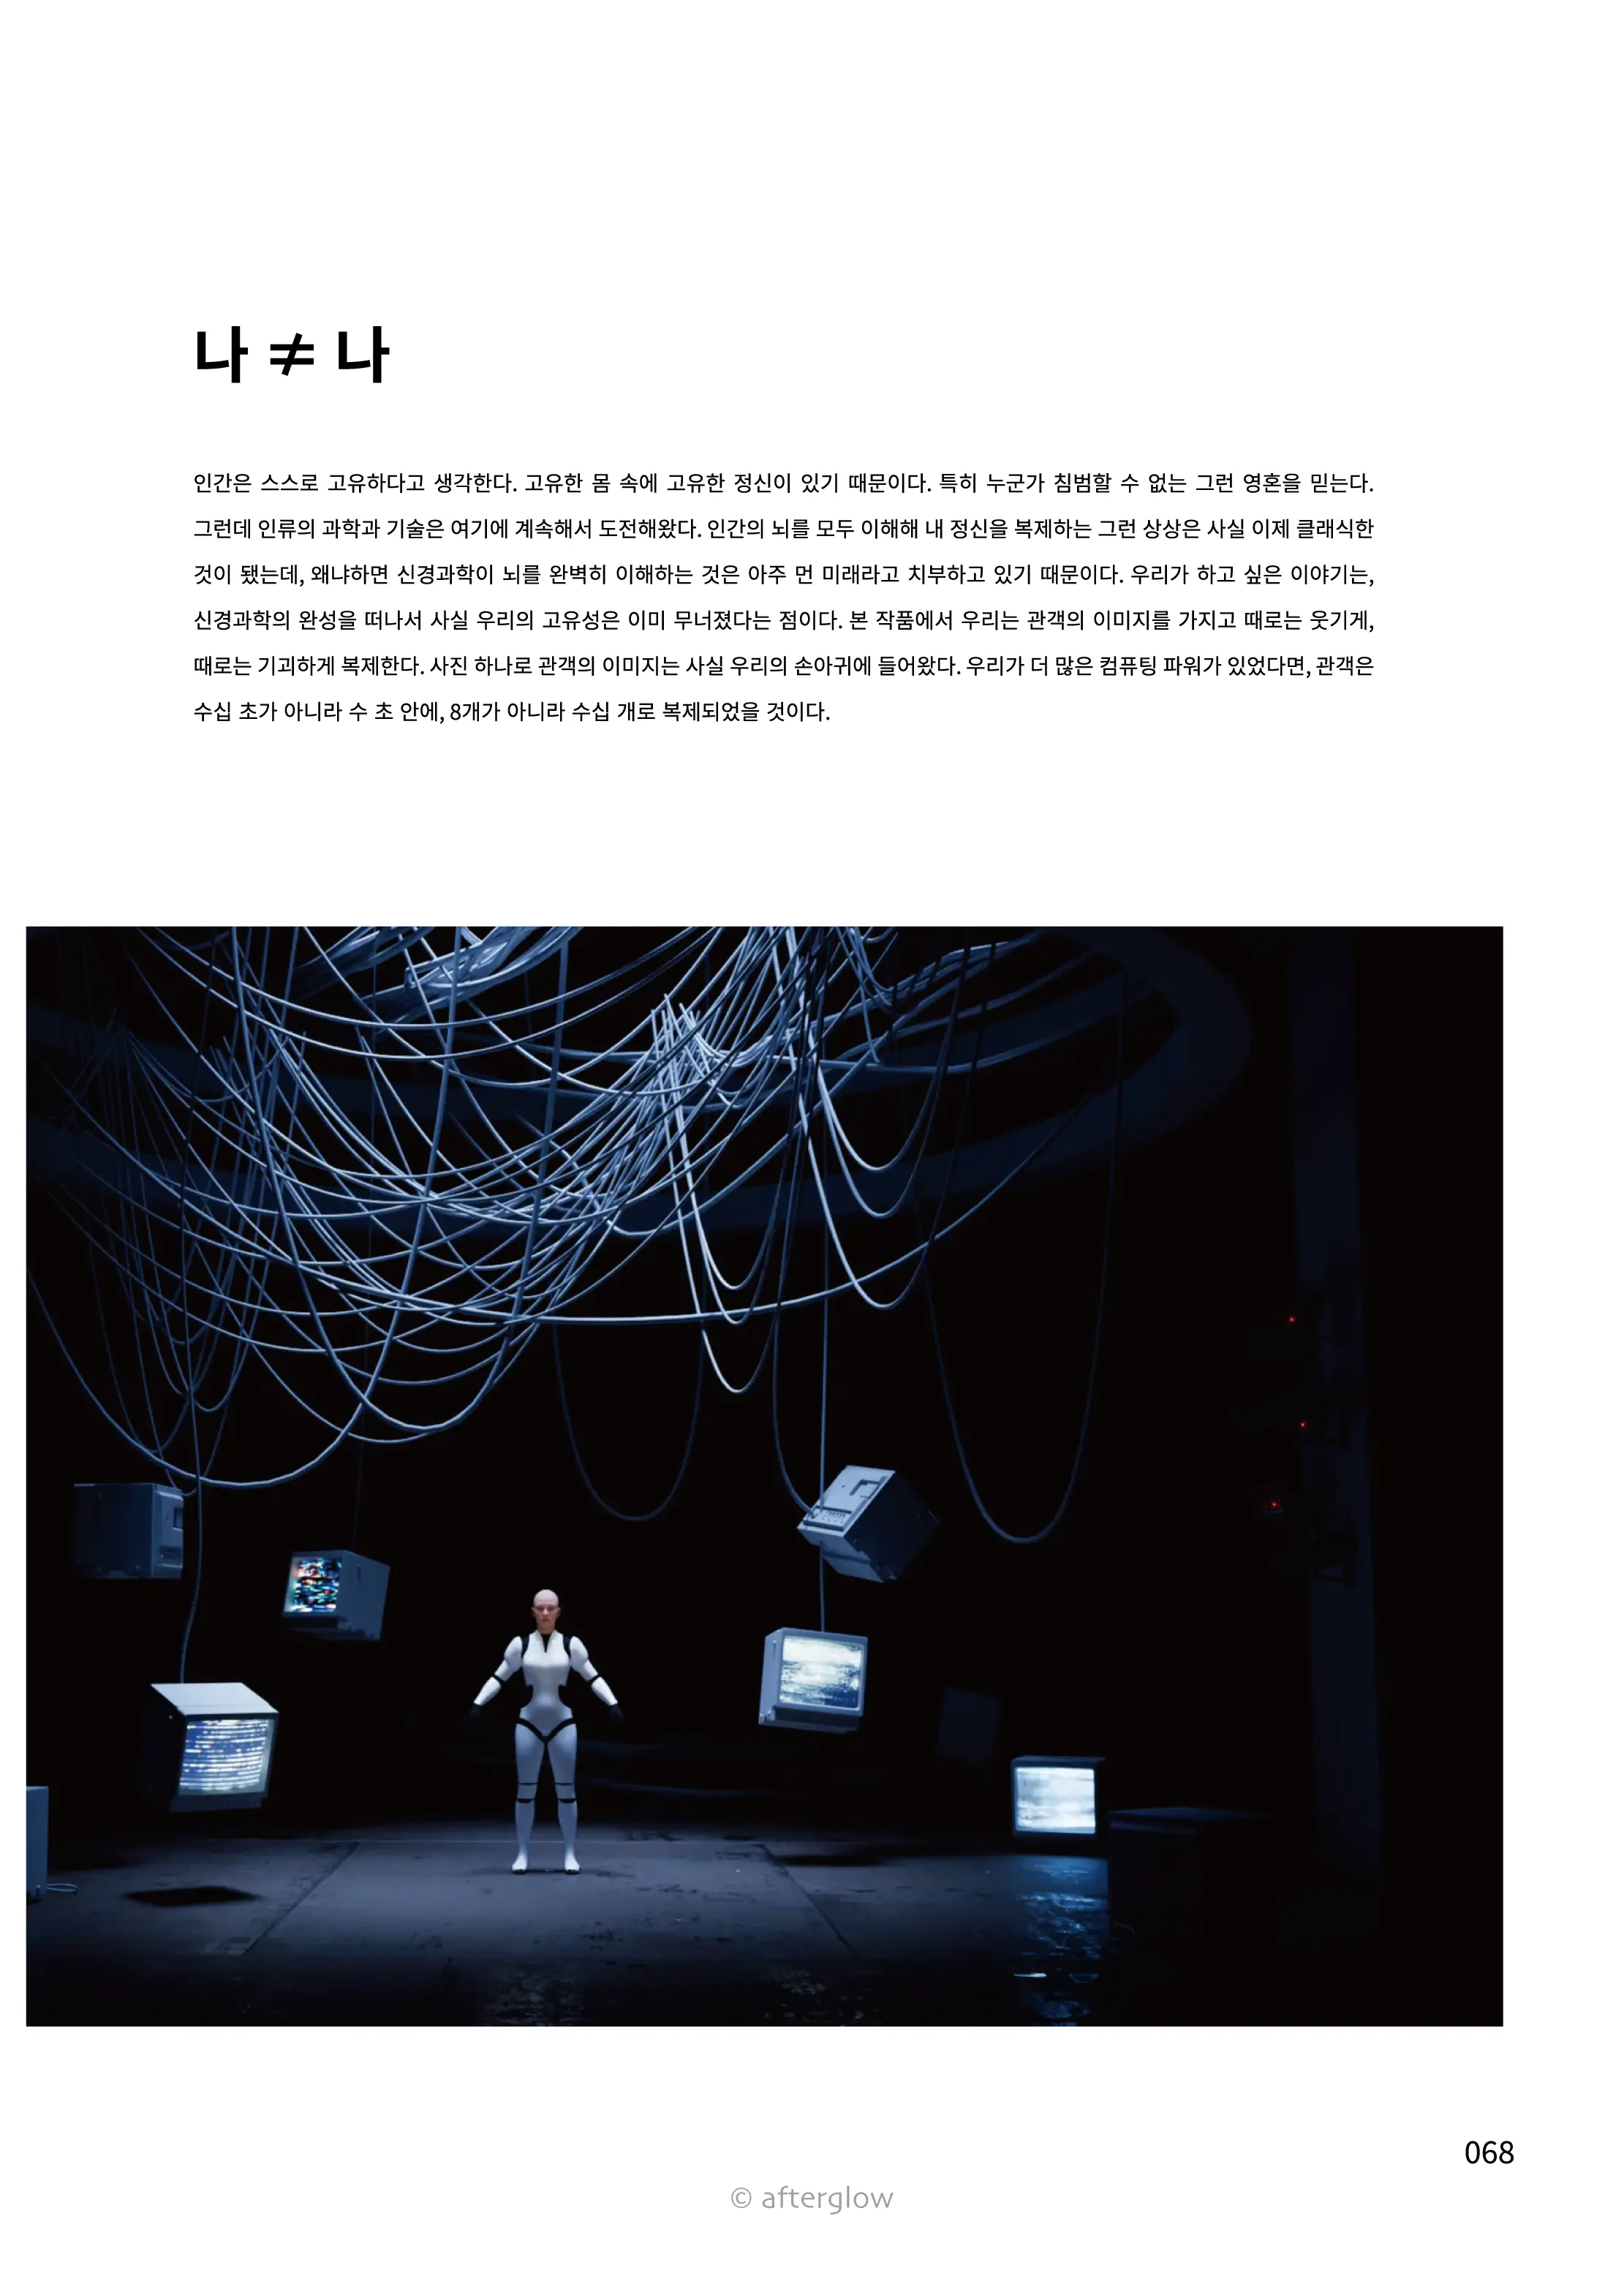 나 ≠ 나
인간은 스스로 고유하다고 생각한다. 고유한 몸 속에 고유한 정신이 있기 때문이다. 특히 누군가 침범할 수 없는 그런 영혼을 믿는다.
그런데 인류의 과학과 기술은 여기에 계속해서 도전해왔다. 인간의 뇌를 모두 이해해 내 정신을 복제하는 그런 상상은 사실 이제 클래식한
것이 됐는데, 왜냐하면 신경과학이 뇌를 완벽히 이해하는 것은 아주 먼 미래라고 치부하고 있기 때문이다. 우리가 하고 싶은 이야기는,
신경과학의 완성을 떠나서 사실 우리의 고유성은 이미 무너졌다는 점이다. 본 작품에서 우리는 관객의 이미지를 가지고 때로는 웃기게,
때로는 기괴하게 복제한다. 사진 하나로 관객의 이미지는 사실 우리의 손아귀에 들어왔다. 우리가 더 많은 컴퓨팅 파워가 있었다면, 관객은
수십 초가 아니라 수 초 안에, 8개가 아니라 수십 개로 복제되었을 것이다.
068
© afterglow